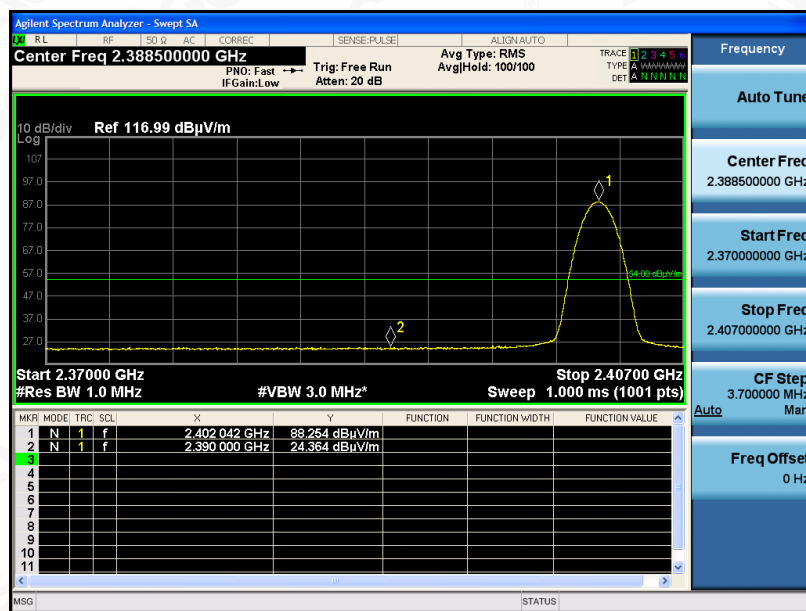 Agilent Spectrum Analyzer - Swept SA
LXI RL RF 50 Ω AC CORREC SENSE:PULSE ALIGN AUTO
Center Freq 2.388500000 GHz
PNO: Fast
IFGain:Low
Trig: Free Run
Atten: 20 dB
Avg Type: RMS
Avg|Hold: 100/100
TRACE 1 2 3 4 5 6
TYPE A WWWWW
DET A N N N N N
10 dB/div Ref 116.99 dBµV/m
Log
107
97.0
87.0
77.0
67.0
57.0
47.0
37.0
27.0
1
54.00 dBµV/m
2
Start 2.37000 GHz Stop 2.40700 GHz
#Res BW 1.0 MHz #VBW 3.0 MHz* Sweep 1.000 ms (1001 pts)
MKR MODE TRC SCL X Y FUNCTION FUNCTION WIDTH FUNCTION VALUE
1 N 1 f 2.402 042 GHz 88.254 dBµV/m
2 N 1 f 2.390 000 GHz 24.364 dBµV/m
3
4
5
6
7
8
9
10
11
MSG STATUS
Frequency
Auto Tune
Center Freq
2.388500000 GHz
Start Freq
2.370000000 GHz
Stop Freq
2.407000000 GHz
CF Step
3.700000 MHz
Auto Man
Freq Offset
0 Hz